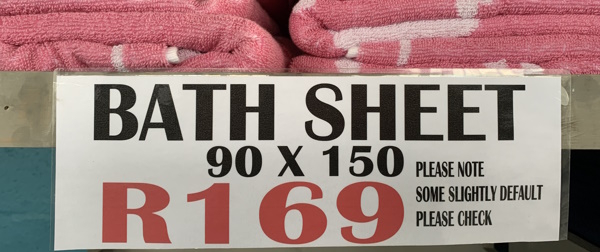 BATH SHEET
90 X 150
R169
PLEASE NOTE
SOME SLIGHTLY DEFAULT
PLEASE CHECK